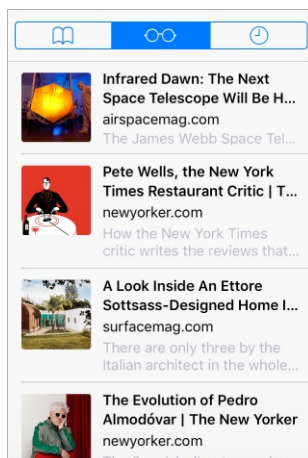 Infrared Dawn: The Next
Space Telescope Will Be H...
airspacemag.com
The James Webb Space Tel...
Pete Wells, the New York
Times Restaurant Critic | T...
newyorker.com
How the New York Times
critic writes the reviews that...
A Look Inside An Ettore
Sottsass-Designed Home I...
surfacemag.com
There are only three by the
Italian architect in the whole...
The Evolution of Pedro
Almodóvar | The New Yorker
newyorker.com